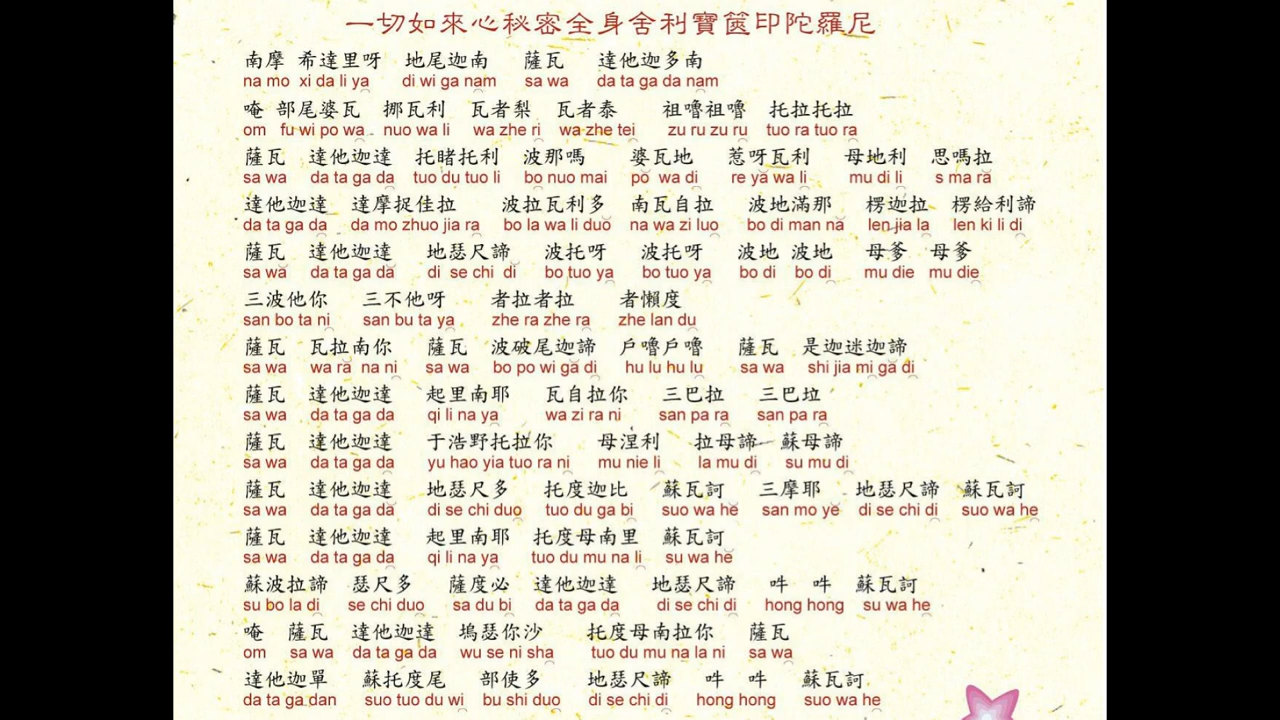 一切如來心秘密全身舍利寶篋印陀羅尼
南摩 希達里呀 地尾迦南 薩瓦 達他迦多南
na mo xi da li ya di wi ga nam sa wa da ta ga da nam
唵 部尾婆瓦 挪瓦利 瓦者梨 瓦者泰 祖嚕祖嚕 托拉托拉
om fu wi po wa nuo wa li wa zhe ri wa zhe tei zu ru zu ru tuo ra tuo ra
薩瓦 達他迦達 托睹托利 波那嗎 婆瓦地 惹呀瓦利 母地利 思嗎拉
sa wa da ta ga da tuo du tuo li bo nuo mai po wa di re ya wa li mu di li s ma ra
達他迦達 達摩捉佳拉 波拉瓦利多 南瓦自拉 波地滿那 楞迦拉 楞給利諦
da ta ga da da mo zhuo jia ra bo la wa li duo na wa zi luo bo di man na len jia la len ki li di
薩瓦 達他迦達 地瑟尺諦 波托呀 波托呀 波地 波地 母爹 母爹
sa wa da ta ga da di se chi di bo tuo ya bo tuo ya bo di bo di mu die mu die
三波他你 三不他呀 者拉者拉 者懶度
san bo ta ni san bu ta ya zhe ra zhe ra zhe lan du
薩瓦 瓦拉南你 薩瓦 波破尾迦諦 戶嚕戶嚕 薩瓦 是迦迷迦諦
sa wa wa ra na ni sa wa bo po wi ga di hu lu hu lu sa wa shi jia mi ga di
薩瓦 達他迦達 起里南耶 瓦自拉你 三巴拉 三巴垃
sa wa da ta ga da qi li na ya wa zi ra ni san pa ra san pa ra
薩瓦 達他迦達 于浩野托拉你 母涅利 拉母諦 蘇母諦
sa wa da ta ga da yu hao yia tuo ra ni mu nie li la mu di su mu di
薩瓦 達他迦達 地瑟尺多 托度迦比 蘇瓦訶 三摩耶 地瑟尺諦 蘇瓦訶
sa wa da ta ga da di se chi duo tuo du ga bi suo wa he san mo ye di se chi di suo wa he
薩瓦 達他迦達 起里南耶 托度母南里 蘇瓦訶
sa wa da ta ga da qi li na ya tuo du mu na li su wa he
蘇波拉諦 瑟尺多 薩度必 達他迦達 地瑟尺諦 吽 吽 蘇瓦訶
su bo la di se chi duo sa du bi da ta ga da di se chi di hong hong su wa he
唵 薩瓦 達他迦達 塢瑟你沙 托度母南拉你 薩瓦
om sa wa da ta ga da wu se ni sha tuo du mu na la ni sa wa
達他迦單 蘇托度尾 部使多 地瑟尺諦 吽 吽 蘇瓦訶
da ta ga dan suo tuo du wi bu shi duo di se chi di hong hong suo wa he